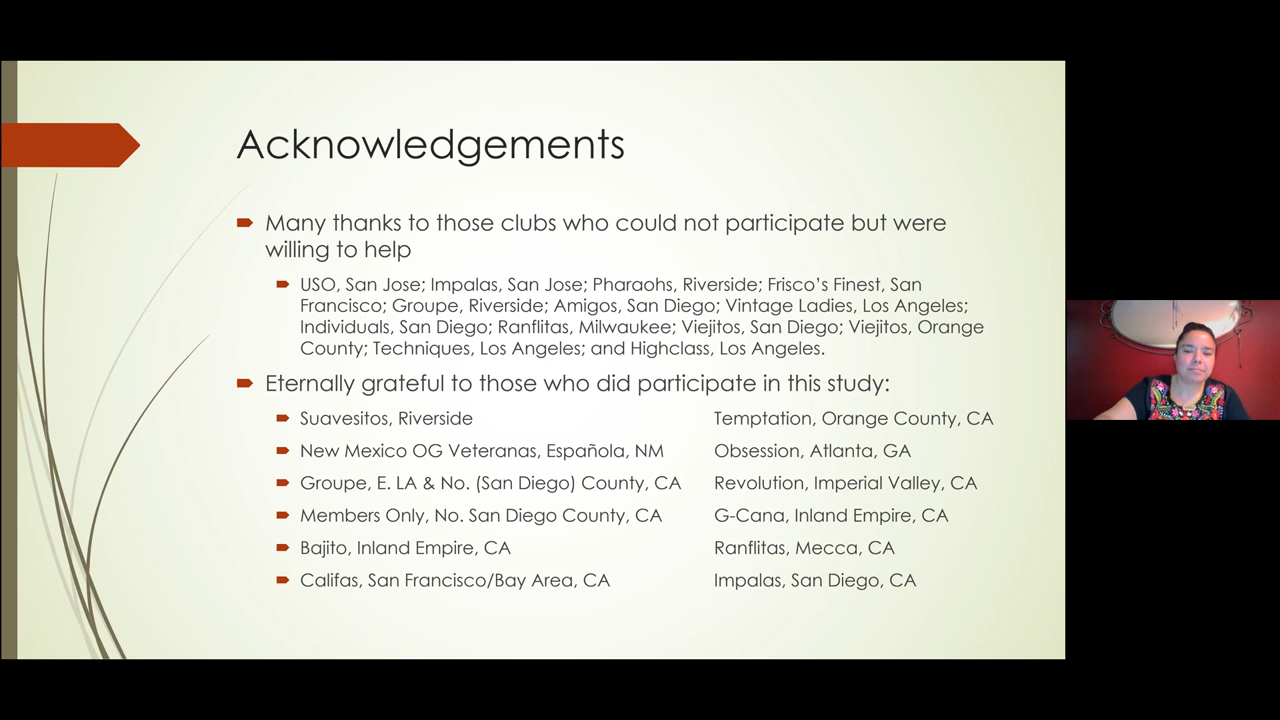 Acknowledgements
Many thanks to those clubs who could not participate but were
willing to help
USO, San Jose; Impalas, San Jose; Pharaohs, Riverside; Frisco’s Finest, San
Francisco; Groupe, Riverside; Amigos, San Diego; Vintage Ladies, Los Angeles;
Individuals, San Diego; Ranflitas, Milwaukee; Viejitos, San Diego; Viejitos, Orange
County; Techniques, Los Angeles; and Highclass, Los Angeles.
Eternally grateful to those who did participate in this study:
Suavesitos, Riverside Temptation, Orange County, CA
New Mexico OG Veteranas, Española, NM Obsession, Atlanta, GA
Groupe, E. LA & No. (San Diego) County, CA Revolution, Imperial Valley, CA
Members Only, No. San Diego County, CA G-Cana, Inland Empire, CA
Bajito, Inland Empire, CA Ranflitas, Mecca, CA
Califas, San Francisco/Bay Area, CA Impalas, San Diego, CA